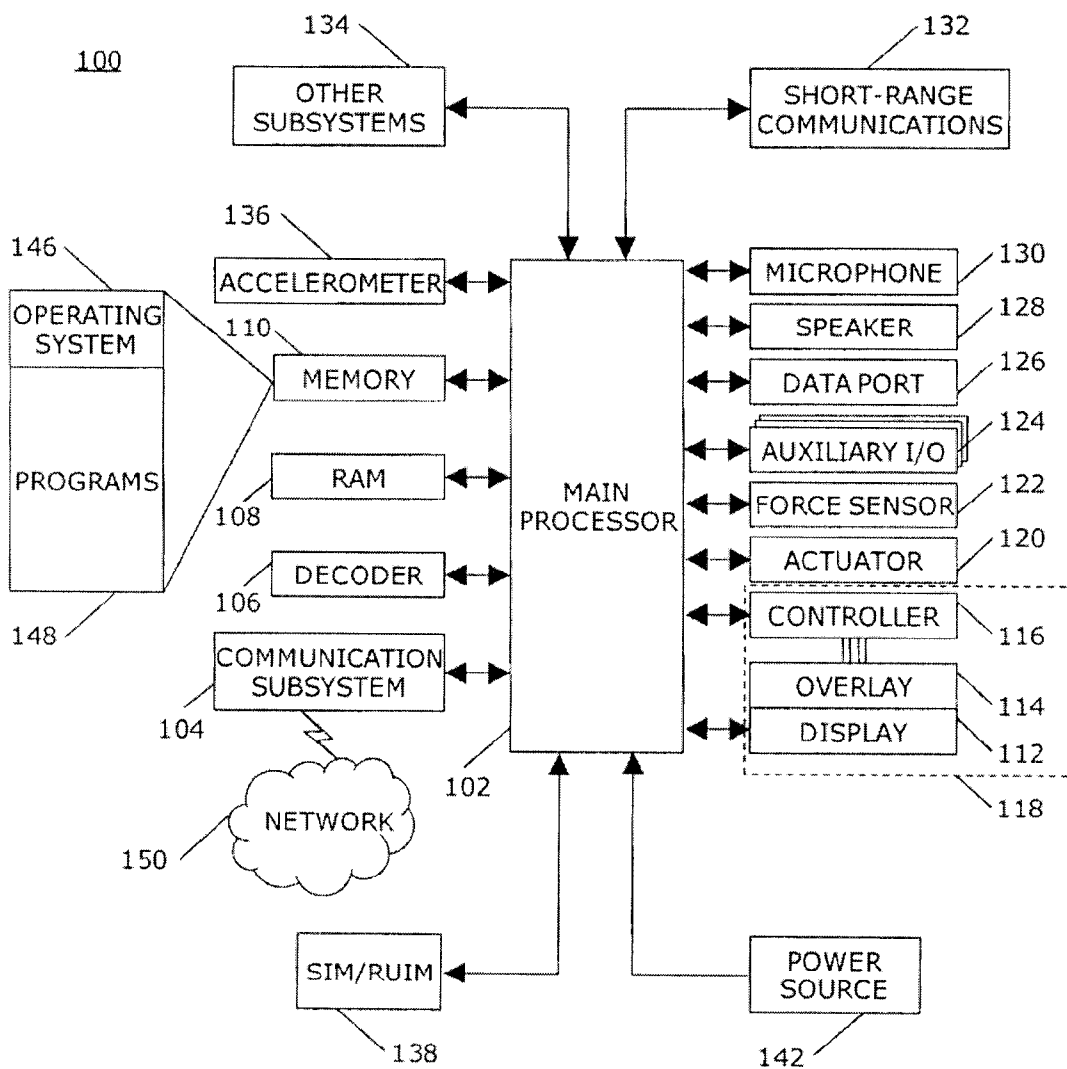 100
134
132
OTHER
SUBSYSTEMS
SHORT-RANGE
COMMUNICATIONS
136
146
ACCELEROMETER
MICROPHONE
130
OPERATING
SYSTEM
110
SPEAKER
128
MEMORY
DATA PORT
126
AUXILIARY I/O
124
PROGRAMS
RAM
108
MAIN
PROCESSOR
FORCE SENSOR
122
ACTUATOR
120
DECODER
106
CONTROLLER
116
148
COMMUNICATION
SUBSYSTEM
104
OVERLAY
114
DISPLAY
112
102
118
NETWORK
150
SIM/RUIM
138
POWER
SOURCE
142